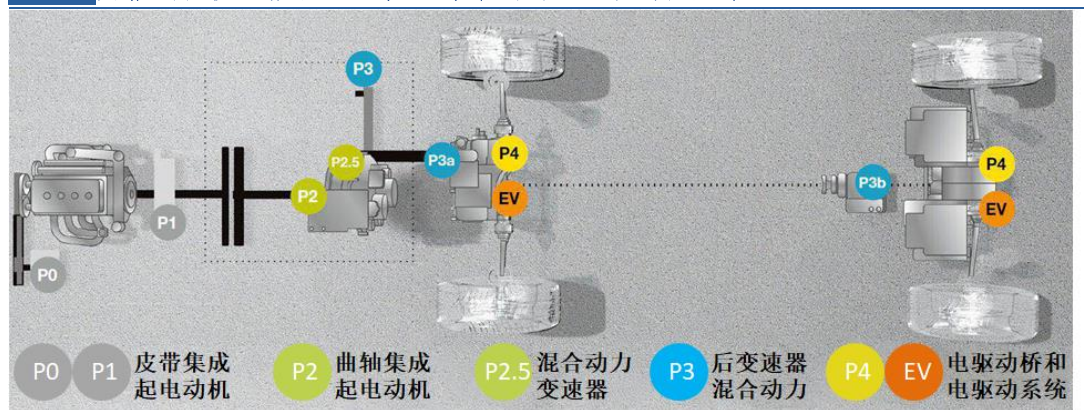 P3
P2.5
P3a
P4
P4
P2
P1
EV
P3b
EV
P0
P0 P1 皮带集成
起电动机
P2 曲轴集成
起电动机
P2.5 混合动力
变速器
P3 后变速器
混合动力
P4 EV 电驱动桥和
电驱动系统